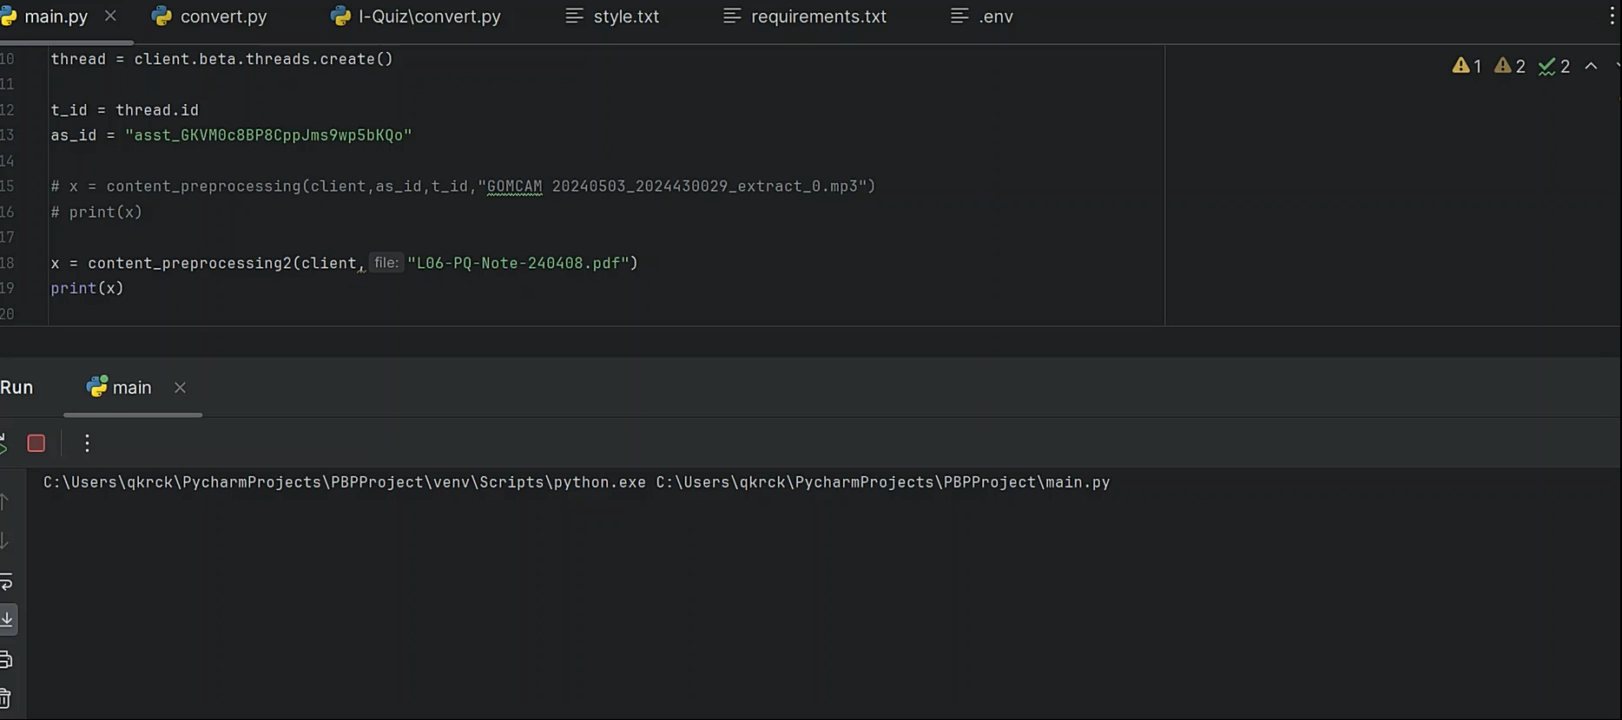 main.py convert.py I-Quiz\convert.py style.txt requirements.txt .env
10 thread = client.beta.threads.create()
1 2 2
11
12 t_id = thread.id
13 as_id = "asst_GKVM0c8BP8CppJms9wp5bKQo"
14
15 # x = content_preprocessing(client,as_id,t_id,"GOMCAM 20240503_2024430029_extract_0.mp3")
16 # print(x)
17
18 x = content_preprocessing2(client, file: "L06-PQ-Note-240408.pdf")
19 print(x)
20
Run main
C:\Users\qkrck\PycharmProjects\PBPProject\venv\Scripts\python.exe C:\Users\qkrck\PycharmProjects\PBPProject\main.py